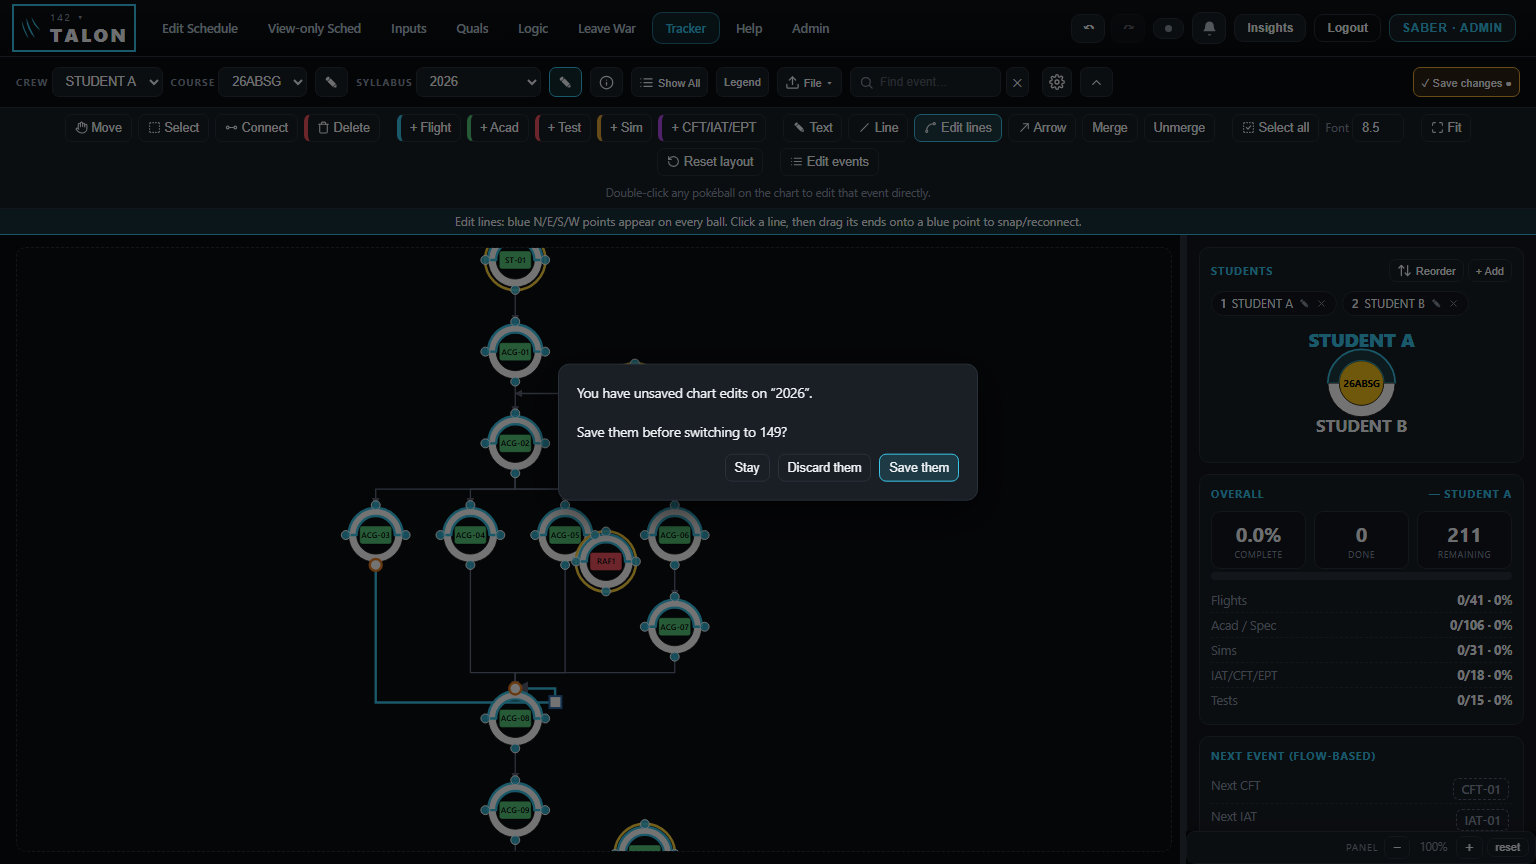 142
TALON
Edit Schedule
View-only Sched
Inputs
Quals
Logic
Leave War
Tracker
Help
Admin
Insights
Logout
SABER · ADMIN
CREW
STUDENT A
COURSE
26ABSG
SYLLABUS
2026
Show All
Legend
File
Find event...
✓ Save changes •
Move
Select
Connect
Delete
+ Flight
+ Acad
+ Test
+ Sim
+ CFT/IAT/EPT
Text
Line
Edit lines
Arrow
Merge
Unmerge
Select all
Font
8.5
Fit
Reset layout
Edit events
Double-click any pokéball on the chart to edit that event directly.
Edit lines: blue N/E/S/W points appear on every ball. Click a line, then drag its ends onto a blue point to snap/reconnect.
ST-01
ACG-01
ACG-02
ACG-03
ACG-04
ACG-05
ACG-06
RAF1
ACG-07
ACG-08
ACG-09
You have unsaved chart edits on “2026”.
Save them before switching to 149?
Stay
Discard them
Save them
STUDENTS
Reorder
+ Add
1 STUDENT A
2 STUDENT B
STUDENT A
26ABSG
STUDENT B
OVERALL
— STUDENT A
0.0%
COMPLETE
0
DONE
211
REMAINING
Flights 0/41 · 0%
Acad / Spec 0/106 · 0%
Sims 0/31 · 0%
IAT/CFT/EPT 0/18 · 0%
Tests 0/15 · 0%
NEXT EVENT (FLOW-BASED)
Next CFT CFT-01
Next IAT IAT-01
PANEL − 100% + reset